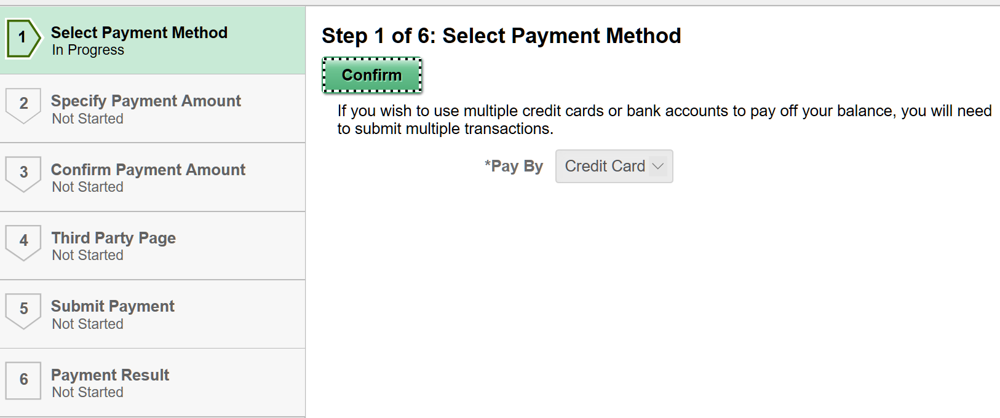 1
Select Payment Method
In Progress
2
Specify Payment Amount
Not Started
3
Confirm Payment Amount
Not Started
4
Third Party Page
Not Started
5
Submit Payment
Not Started
6
Payment Result
Not Started
Step 1 of 6: Select Payment Method
Confirm
If you wish to use multiple credit cards or bank accounts to pay off your balance, you will need
to submit multiple transactions.
*Pay By Credit Card